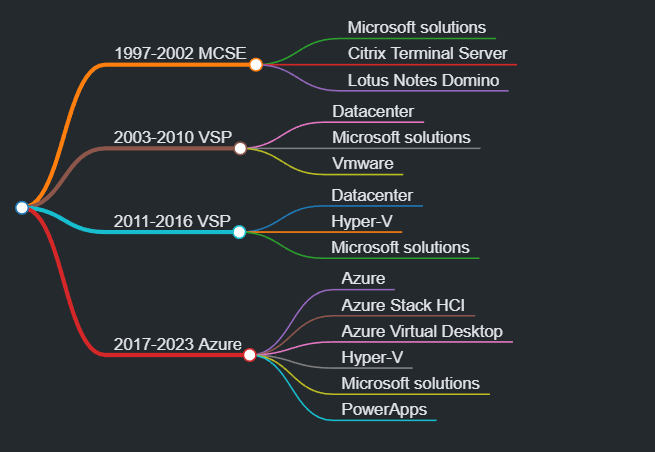 1997-2002 MCSE
Microsoft solutions
Citrix Terminal Server
Lotus Notes Domino
2003-2010 VSP
Datacenter
Microsoft solutions
Vmware
2011-2016 VSP
Datacenter
Hyper-V
Microsoft solutions
2017-2023 Azure
Azure
Azure Stack HCI
Azure Virtual Desktop
Hyper-V
Microsoft solutions
PowerApps